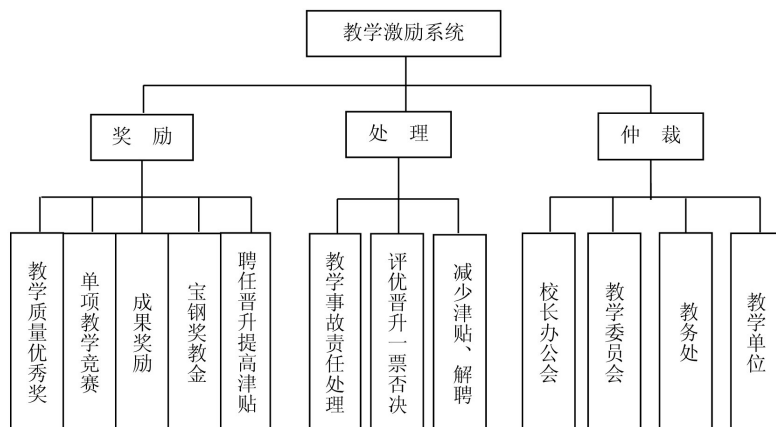 教学激励系统
奖 励
处 理
仲 裁
教学质量优秀奖
单项教学竞赛
成果奖励
宝钢奖教金
聘任晋升提高津贴
教学事故责任处理
评优晋升一票否决
减少津贴、解聘
校长办公会
教学委员会
教务处
教学单位